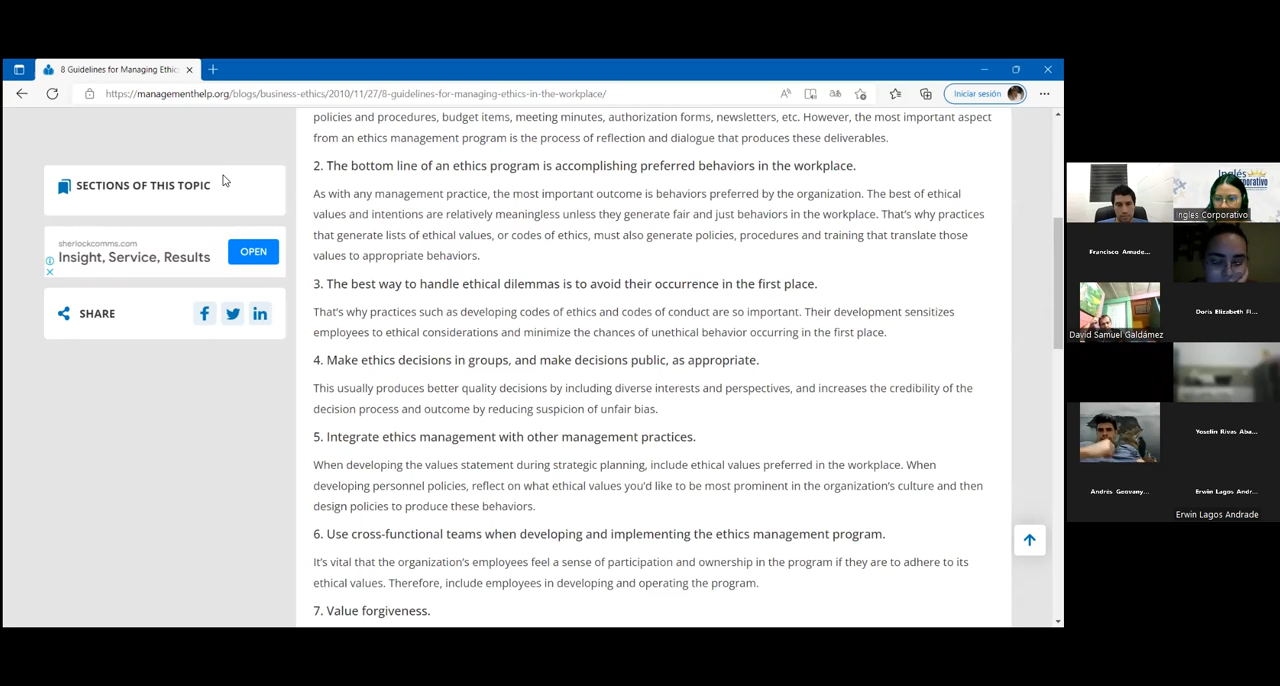 8 Guidelines for Managing Ethic
https://managementhelp.org/blogs/business-ethics/2010/11/27/8-guidelines-for-managing-ethics-in-the-workplace/
Iniciar sesión
policies and procedures, budget items, meeting minutes, authorization forms, newsletters, etc. However, the most important aspect
from an ethics management program is the process of reflection and dialogue that produces these deliverables.
2. The bottom line of an ethics program is accomplishing preferred behaviors in the workplace.
As with any management practice, the most important outcome is behaviors preferred by the organization. The best of ethical
values and intentions are relatively meaningless unless they generate fair and just behaviors in the workplace. That's why practices
that generate lists of ethical values, or codes of ethics, must also generate policies, procedures and training that translate those
values to appropriate behaviors.
3. The best way to handle ethical dilemmas is to avoid their occurrence in the first place.
That's why practices such as developing codes of ethics and codes of conduct are so important. Their development sensitizes
employees to ethical considerations and minimize the chances of unethical behavior occurring in the first place.
4. Make ethics decisions in groups, and make decisions public, as appropriate.
This usually produces better quality decisions by including diverse interests and perspectives, and increases the credibility of the
decision process and outcome by reducing suspicion of unfair bias.
5. Integrate ethics management with other management practices.
When developing the values statement during strategic planning, include ethical values preferred in the workplace. When
developing personnel policies, reflect on what ethical values you'd like to be most prominent in the organization's culture and then
design policies to produce these behaviors.
6. Use cross-functional teams when developing and implementing the ethics management program.
It's vital that the organization's employees feel a sense of participation and ownership in the program if they are to adhere to its
ethical values. Therefore, include employees in developing and operating the program.
7. Value forgiveness.
SECTIONS OF THIS TOPIC
sherlockcomms.com
Insight, Service, Results
OPEN
SHARE
Inglés
Corporativo
Ingles Corporativo
Francisco Amade...
David Samuel Galdámez
Doris Elizabeth Fl...
Yoselin Rivas Aba...
Andrés Geovany...
Erwin Lagos Andr...
Erwin Lagos Andrade